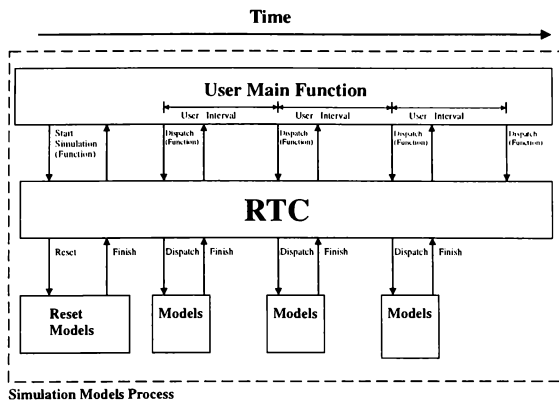 Time
User Main Function
User Interval
User Interval
User Interval
Start
Simulation
(Function)
Dispatch
(Function)
Dispatch
(Function)
Dispatch
(Function)
Dispatch
(Function)
RTC
Reset
Finish
Dispatch
Finish
Dispatch
Finish
Dispatch
Finish
Reset
Models
Models
Models
Models
Simulation Models Process